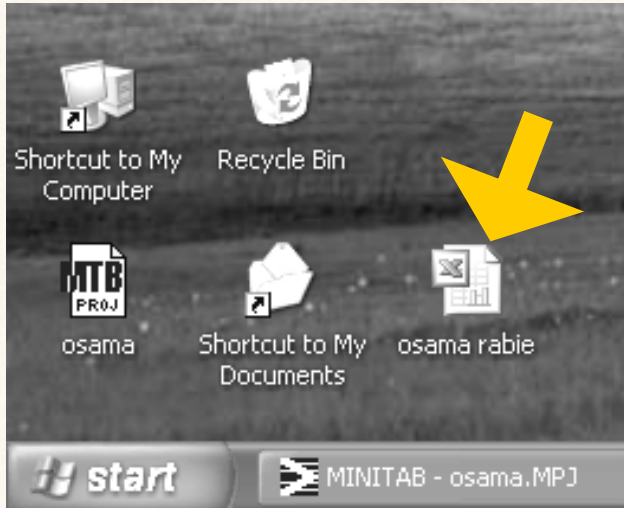 Shortcut to My
Computer
Recycle Bin
MTB
PROJ
osama
Shortcut to My
Documents
osama rabie
start
MINITAB - osama.MPJ